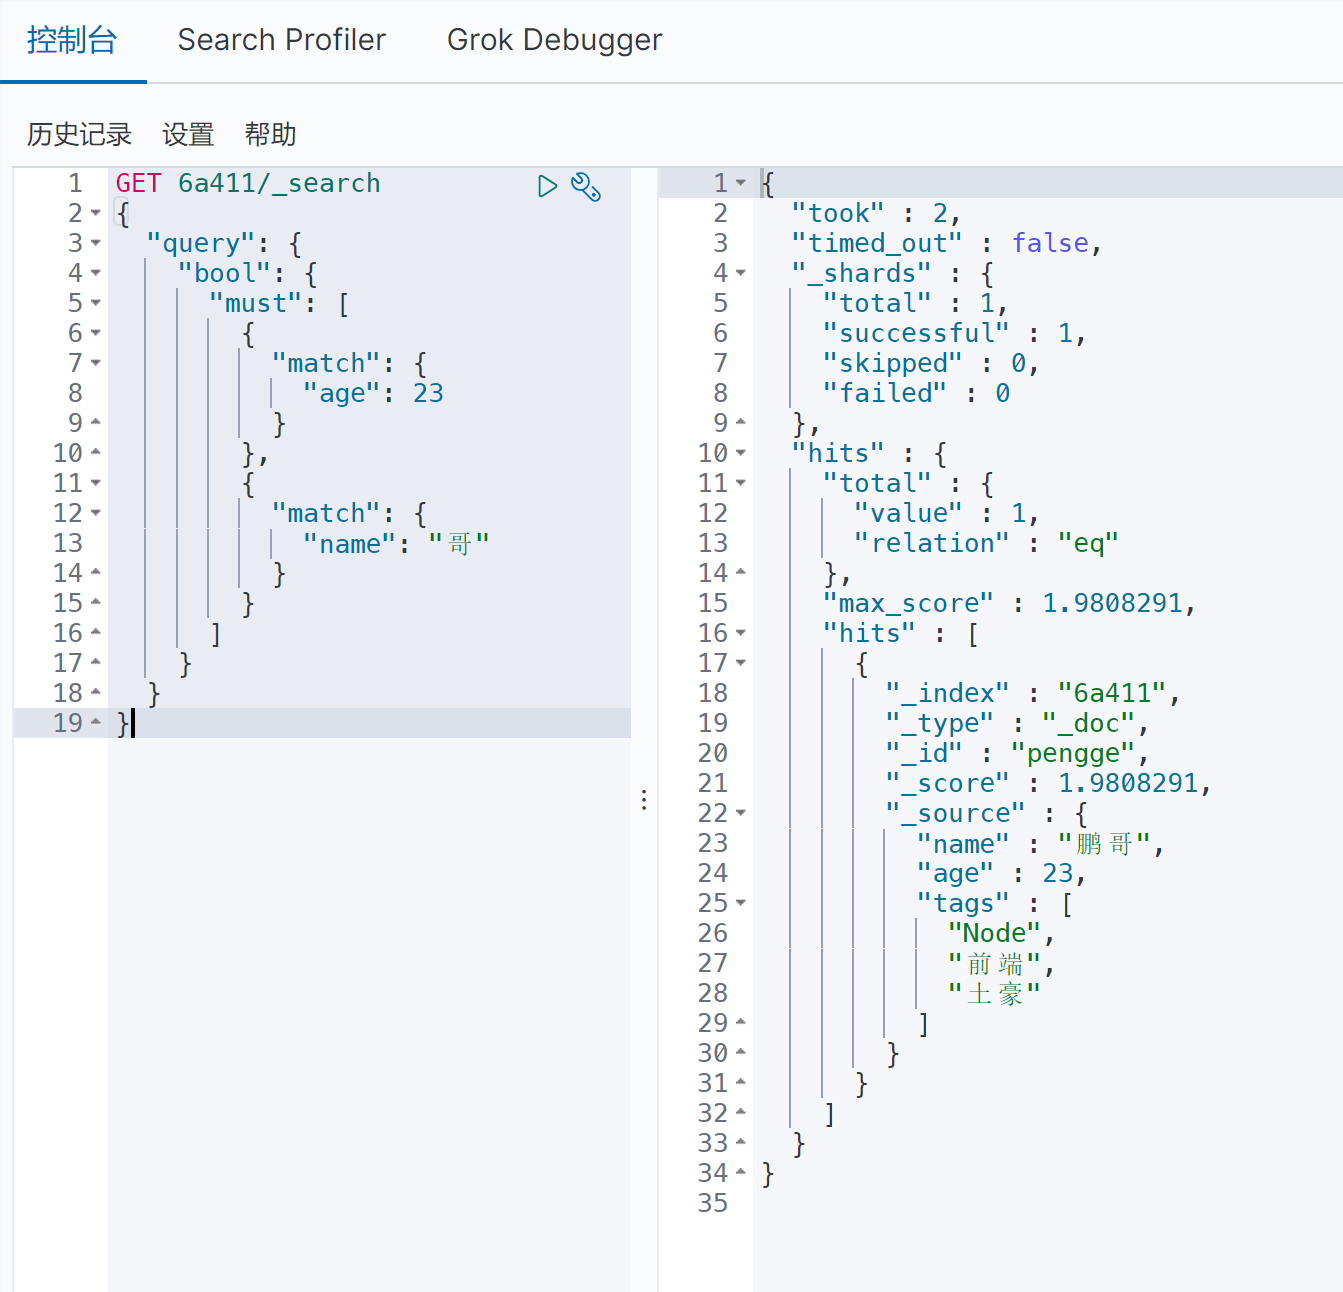 控制台 Search Profiler Grok Debugger
历史记录 设置 帮助
1 GET 6a411/_search
2 {
3 "query": {
4 "bool": {
5 "must": [
6 {
7 "match": {
8 "age": 23
9 }
10 },
11 {
12 "match": {
13 "name": "哥"
14 }
15 }
16 ]
17 }
18 }
19 }
1 {
2 "took" : 2,
3 "timed_out" : false,
4 "_shards" : {
5 "total" : 1,
6 "successful" : 1,
7 "skipped" : 0,
8 "failed" : 0
9 },
10 "hits" : {
11 "total" : {
12 "value" : 1,
13 "relation" : "eq"
14 },
15 "max_score" : 1.9808291,
16 "hits" : [
17 {
18 "_index" : "6a411",
19 "_type" : "_doc",
20 "_id" : "pengge",
21 "_score" : 1.9808291,
22 "_source" : {
23 "name" : "鹏哥",
24 "age" : 23,
25 "tags" : [
26 "Node",
27 "前端",
28 "土豪"
29 ]
30 }
31 }
32 ]
33 }
34 }
35